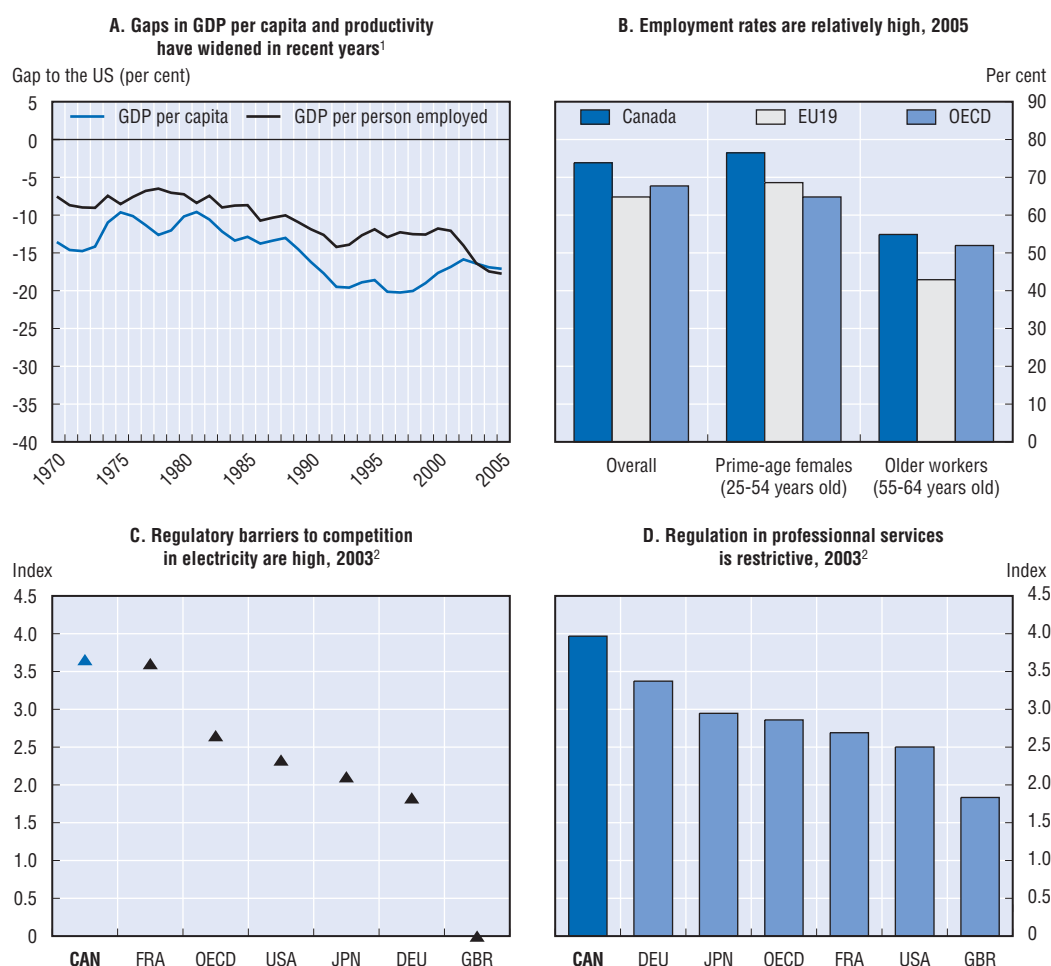 A. Gaps in GDP per capita and productivity
have widened in recent years1
Gap to the US (per cent)
GDP per capita
GDP per person employed
5
0
-5
-10
-15
-20
-25
-30
-35
-40
1970
1975
1980
1985
1990
1995
2000
2005
B. Employment rates are relatively high, 2005
Per cent
Canada
EU19
OECD
90
80
70
60
50
40
30
20
10
0
Overall
Prime-age females
(25-54 years old)
Older workers
(55-64 years old)
C. Regulatory barriers to competition
in electricity are high, 20032
Index
4.5
4.0
3.5
3.0
2.5
2.0
1.5
1.0
0.5
0
CAN
FRA
OECD
USA
JPN
DEU
GBR
D. Regulation in professionnal services
is restrictive, 20032
Index
4.5
4.0
3.5
3.0
2.5
2.0
1.5
1.0
0.5
0
CAN
DEU
JPN
OECD
FRA
USA
GBR